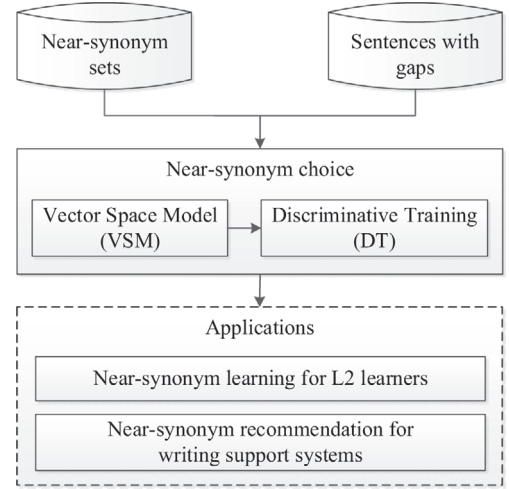 Near-synonym
sets
Sentences with
gaps
Near-synonym choice
Vector Space Model
(VSM)
Discriminative Training
(DT)
Applications
Near-synonym learning for L2 learners
Near-synonym recommendation for
writing support systems